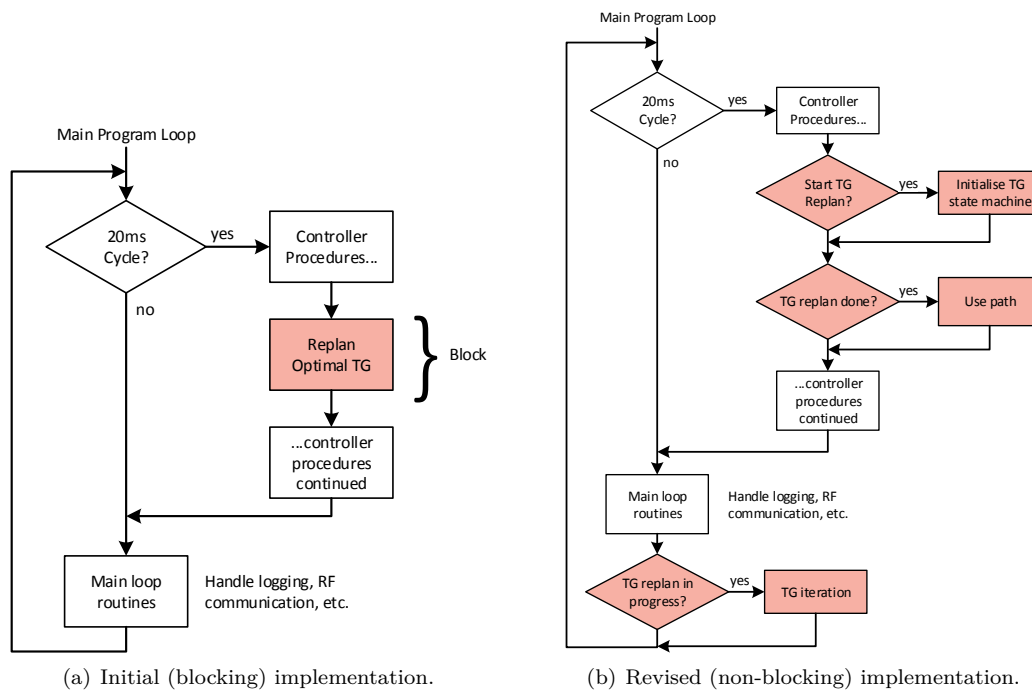 Main Program Loop
20ms
Cycle?
yes
no
Controller
Procedures...
Replan
Optimal TG
Block
...controller
procedures
continued
Main loop
routines
Handle logging, RF
communication, etc.
(a) Initial (blocking) implementation.
Main Program Loop
20ms
Cycle?
yes
no
Controller
Procedures...
Start TG
Replan?
yes
Initialise TG
state machine
TG replan done?
yes
Use path
...controller
procedures
continued
Main loop
routines
Handle logging, RF
communication, etc.
TG replan in
progress?
yes
TG iteration
(b) Revised (non-blocking) implementation.